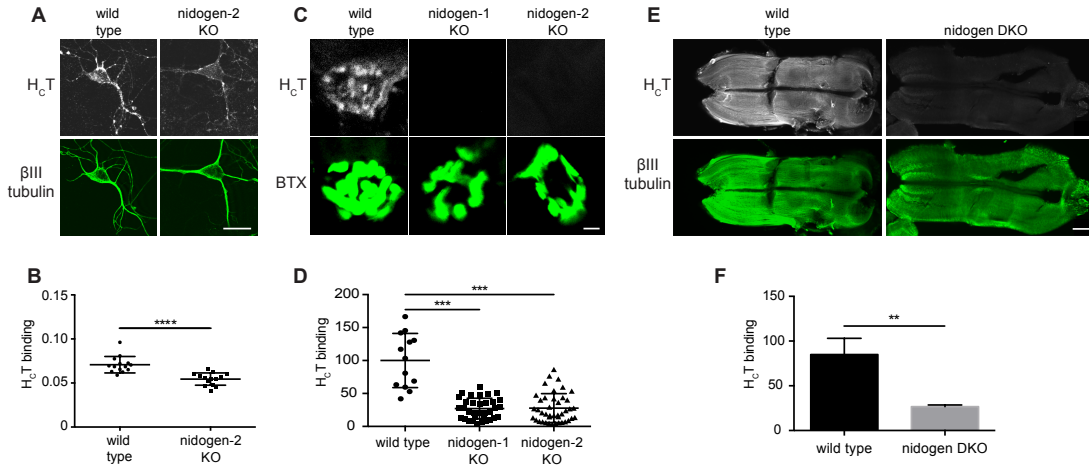 A
wild
type
nidogen-2
KO
HCT
βIII
tubulin
C
wild
type
nidogen-1
KO
nidogen-2
KO
HCT
BTX
E
wild
type
nidogen DKO
HCT
βIII
tubulin
B
0.15
0.10
0.05
0
HCT binding
****
wild
type
nidogen-2
KO
D
200
150
100
50
0
HCT binding
***
***
wild type
nidogen-1
KO
nidogen-2
KO
F
150
100
50
0
HCT binding
**
wild type
nidogen DKO